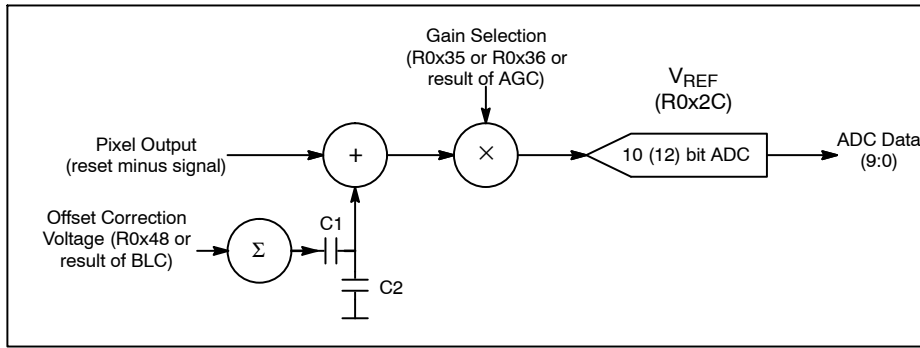 Gain Selection
(R0x35 or R0x36 or
result of AGC)
VREF
(R0x2C)
Pixel Output
(reset minus signal)
+
×
10 (12) bit ADC
ADC Data
(9:0)
Offset Correction
Voltage (R0x48 or
result of BLC)
Σ
C1
C2